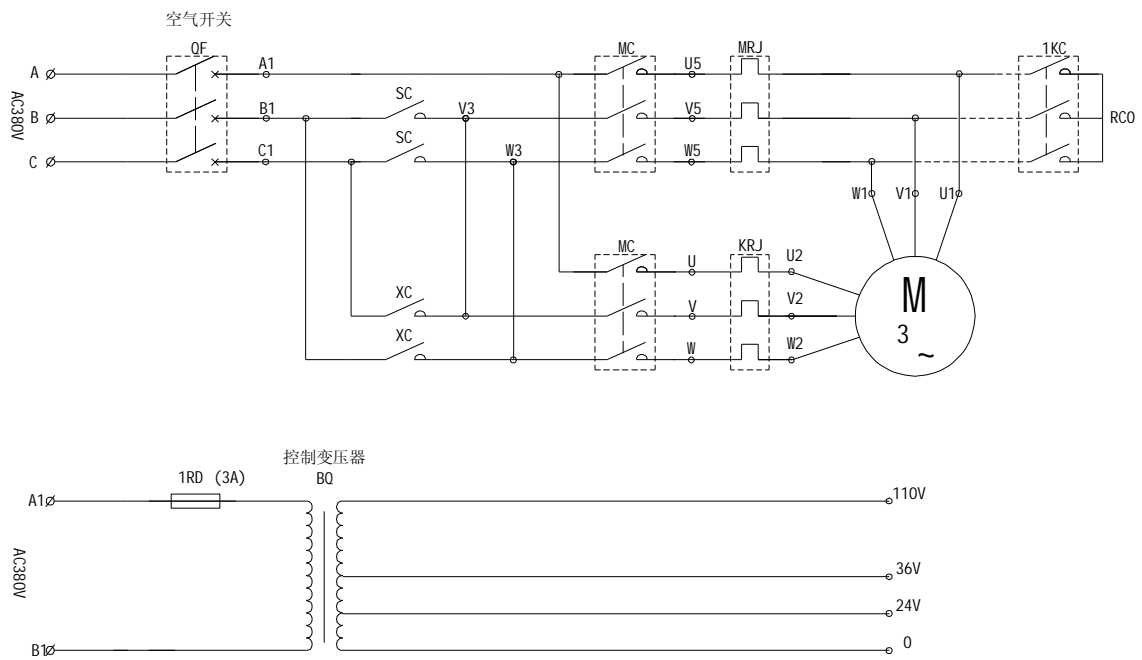 空气开关
QF
MC
MRJ
1KC
A
A1
U5
SC
V3
B
B1
V5
RCO
AC380V
SC
W3
C
C1
W5
W1
V1
U1
MC
KRJ
U
U2
XC
V
V2
M
3
~
XC
W
W2
控制变压器
1RD (3A)
BQ
A1
110V
AC380V
36V
24V
B1
0